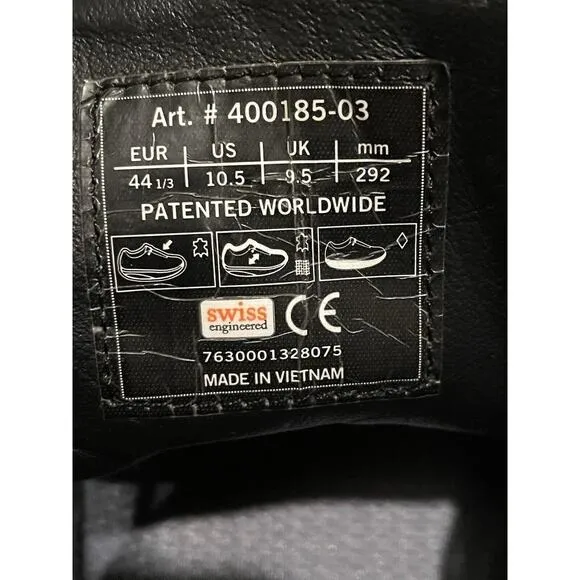 Art. # 400185-03
EUR US UK mm
44 1/3 10.5 9.5 292
PATENTED WORLDWIDE
swiss
engineered
CE
7630001328075
MADE IN VIETNAM